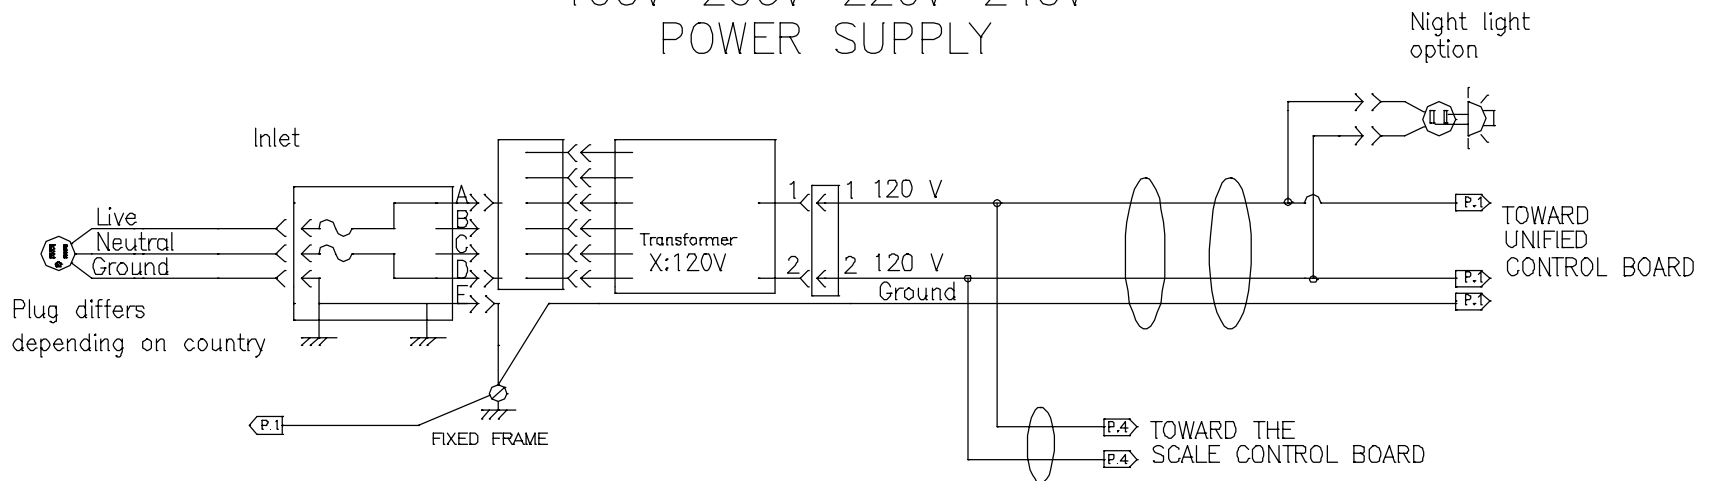 POWER SUPPLY
Night light
option
Inlet
A
B
C
D
E
Live
Neutral
Ground
Plug differs
depending on country
Transformer
X:120V
1
1 120 V
2
2 120 V
Ground
P.1
TOWARD
UNIFIED
CONTROL BOARD
P.1
P.1
P.1
FIXED FRAME
P.4
TOWARD THE
P.4
SCALE CONTROL BOARD